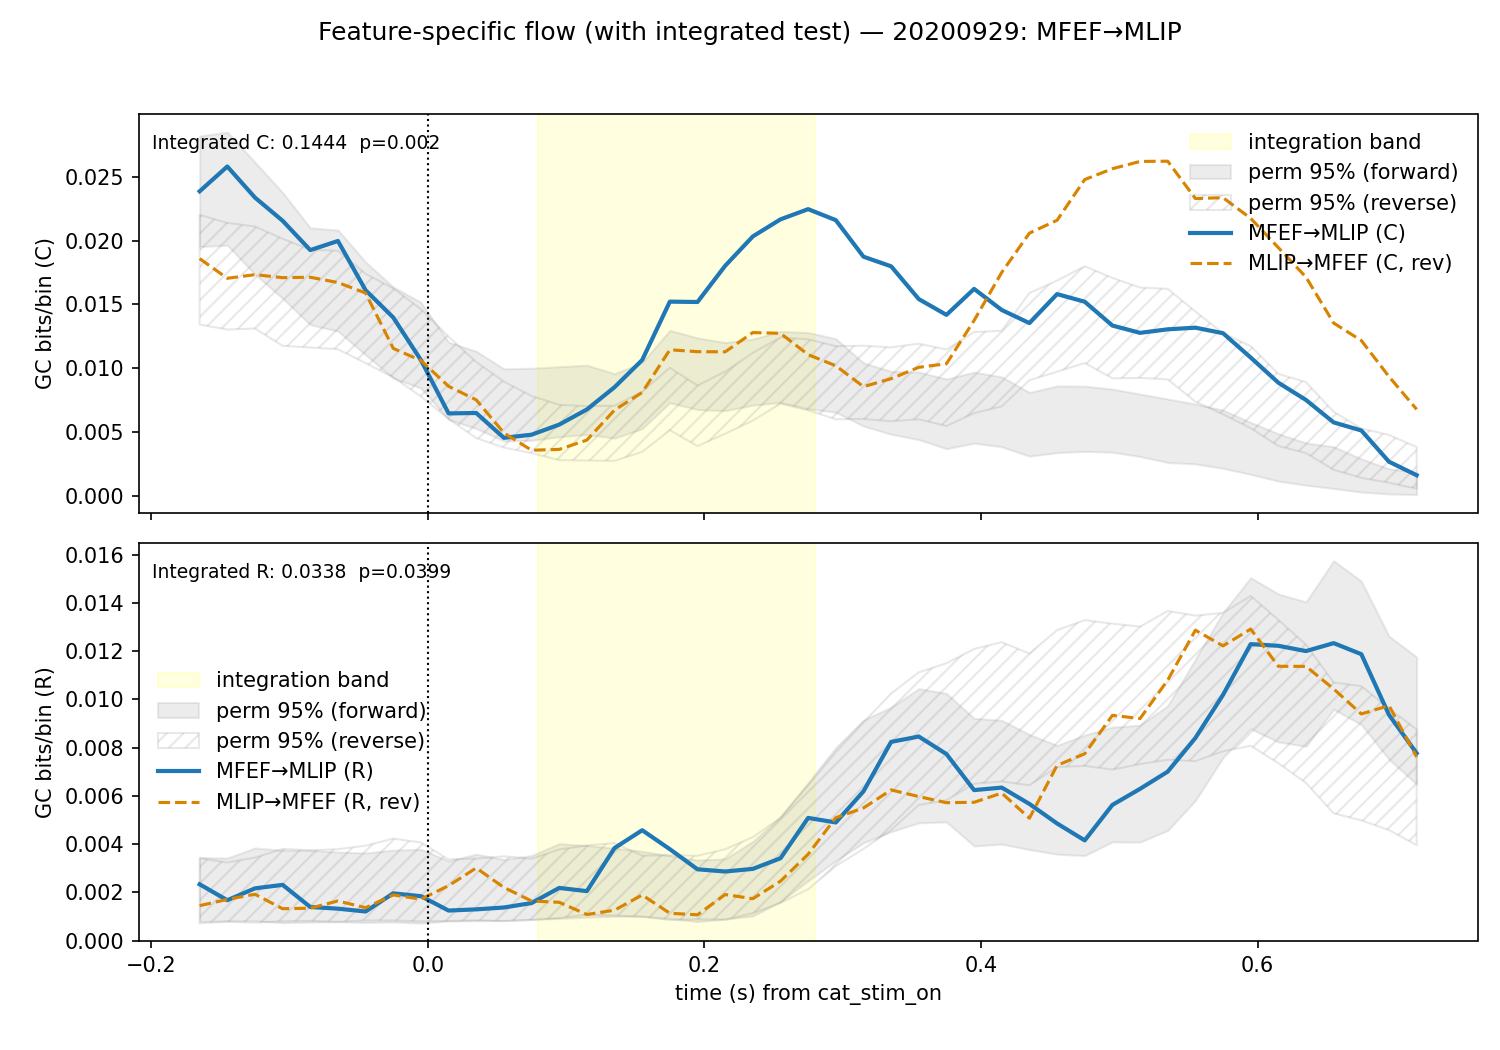 Feature-specific flow (with integrated test) — 20200929: MFEF→MLIP
Integrated C: 0.1444  p=0.002
integration band
perm 95% (forward)
perm 95% (reverse)
MFEF→MLIP (C)
MLIP→MFEF (C, rev)
GC bits/bin (C)
0.025
0.020
0.015
0.010
0.005
0.000
Integrated R: 0.0338  p=0.0399
integration band
perm 95% (forward)
perm 95% (reverse)
MFEF→MLIP (R)
MLIP→MFEF (R, rev)
GC bits/bin (R)
0.016
0.014
0.012
0.010
0.008
0.006
0.004
0.002
0.000
−0.2 0.0 0.2 0.4 0.6
time (s) from cat_stim_on